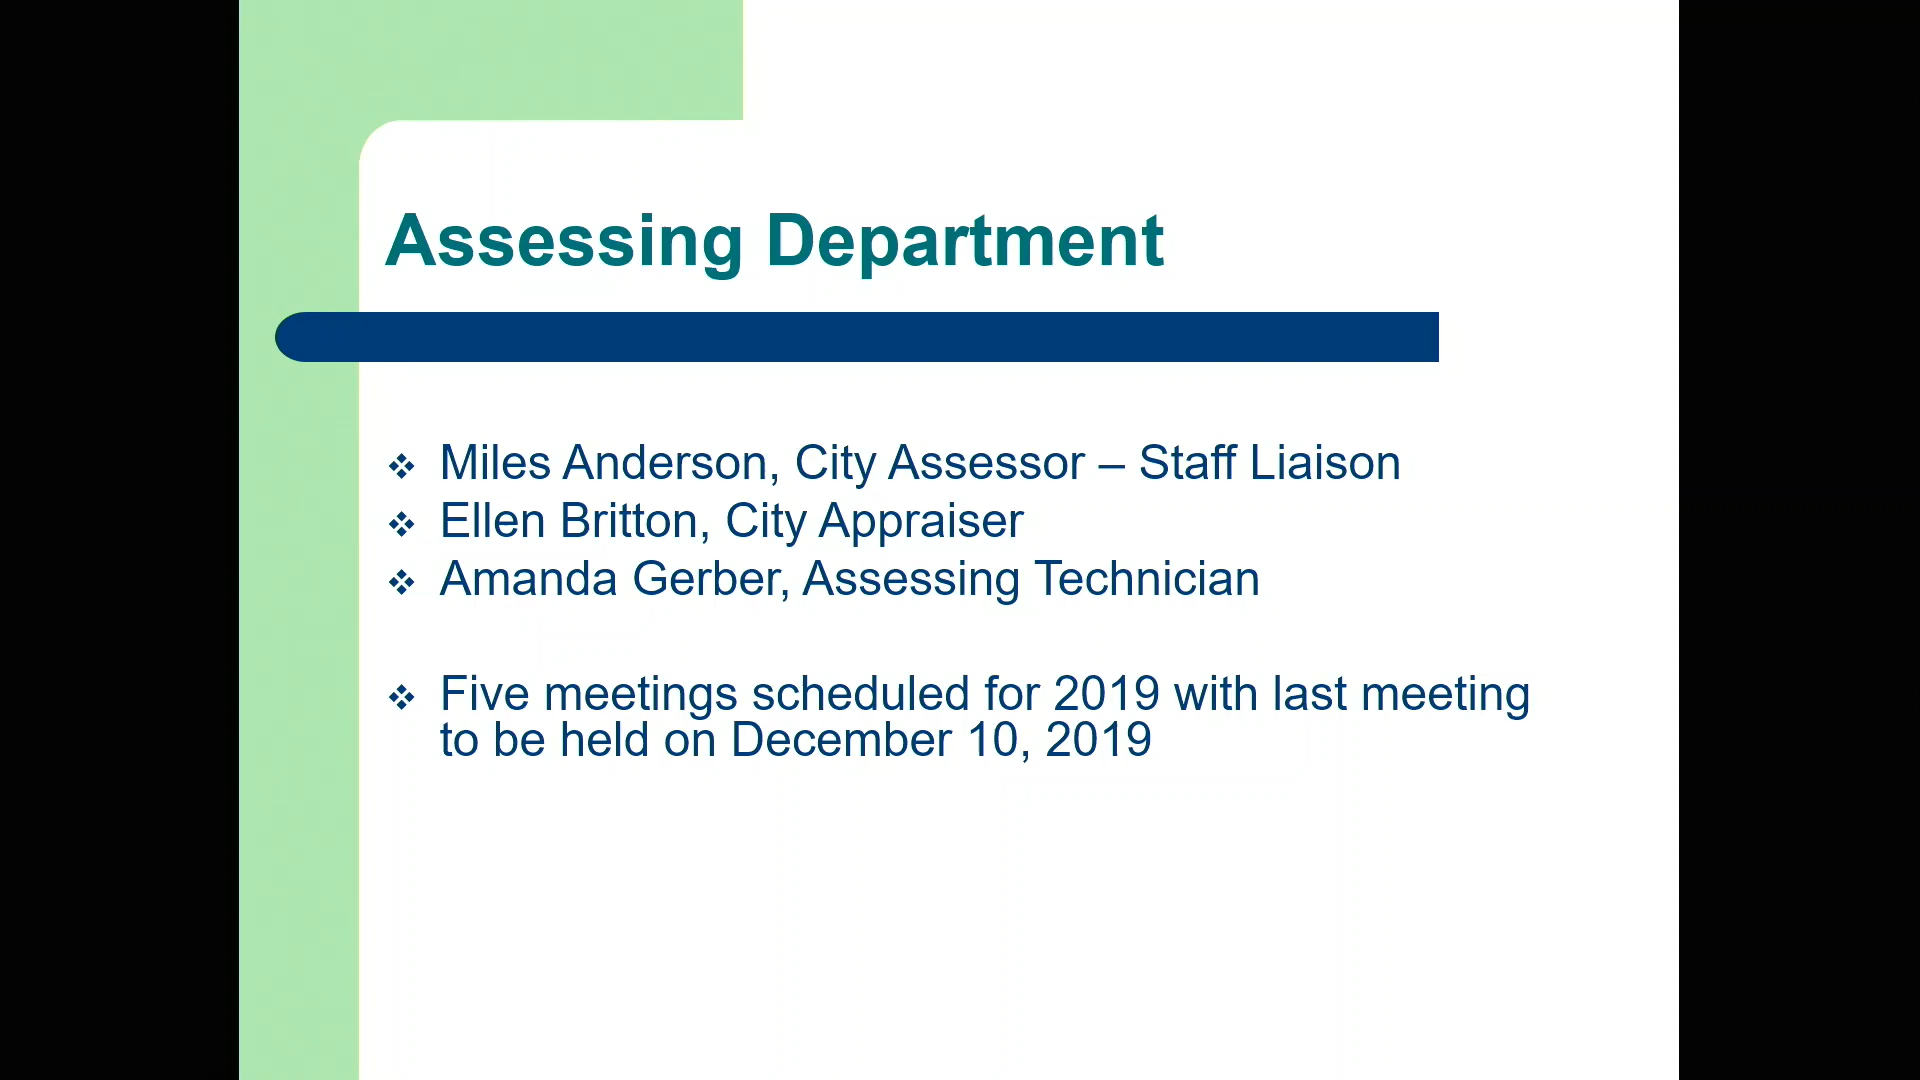 Assessing Department
Miles Anderson, City Assessor – Staff Liaison
Ellen Britton, City Appraiser
Amanda Gerber, Assessing Technician
Five meetings scheduled for 2019 with last meeting
to be held on December 10, 2019